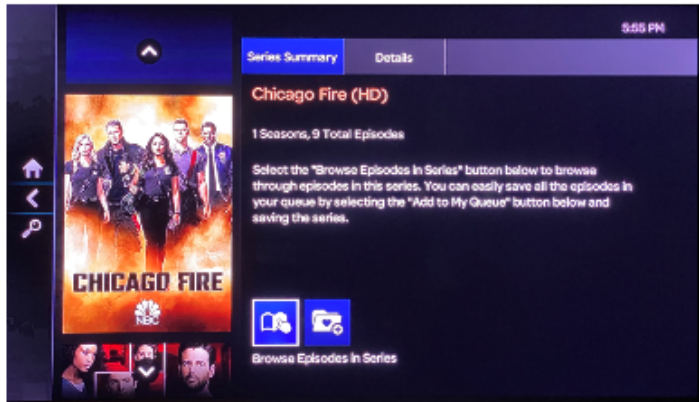 5:55 PM
Series Summary
Details
Chicago Fire (HD)
1 Seasons, 9 Total Episodes
Select the "Browse Episodes in Series" button below to browse
through episodes in this series. You can easily save all the episodes in
your queue by selecting the "Add to My Queue" button below and
saving the series.
CHICAGO FIRE
NBC
Browse Episodes in Series